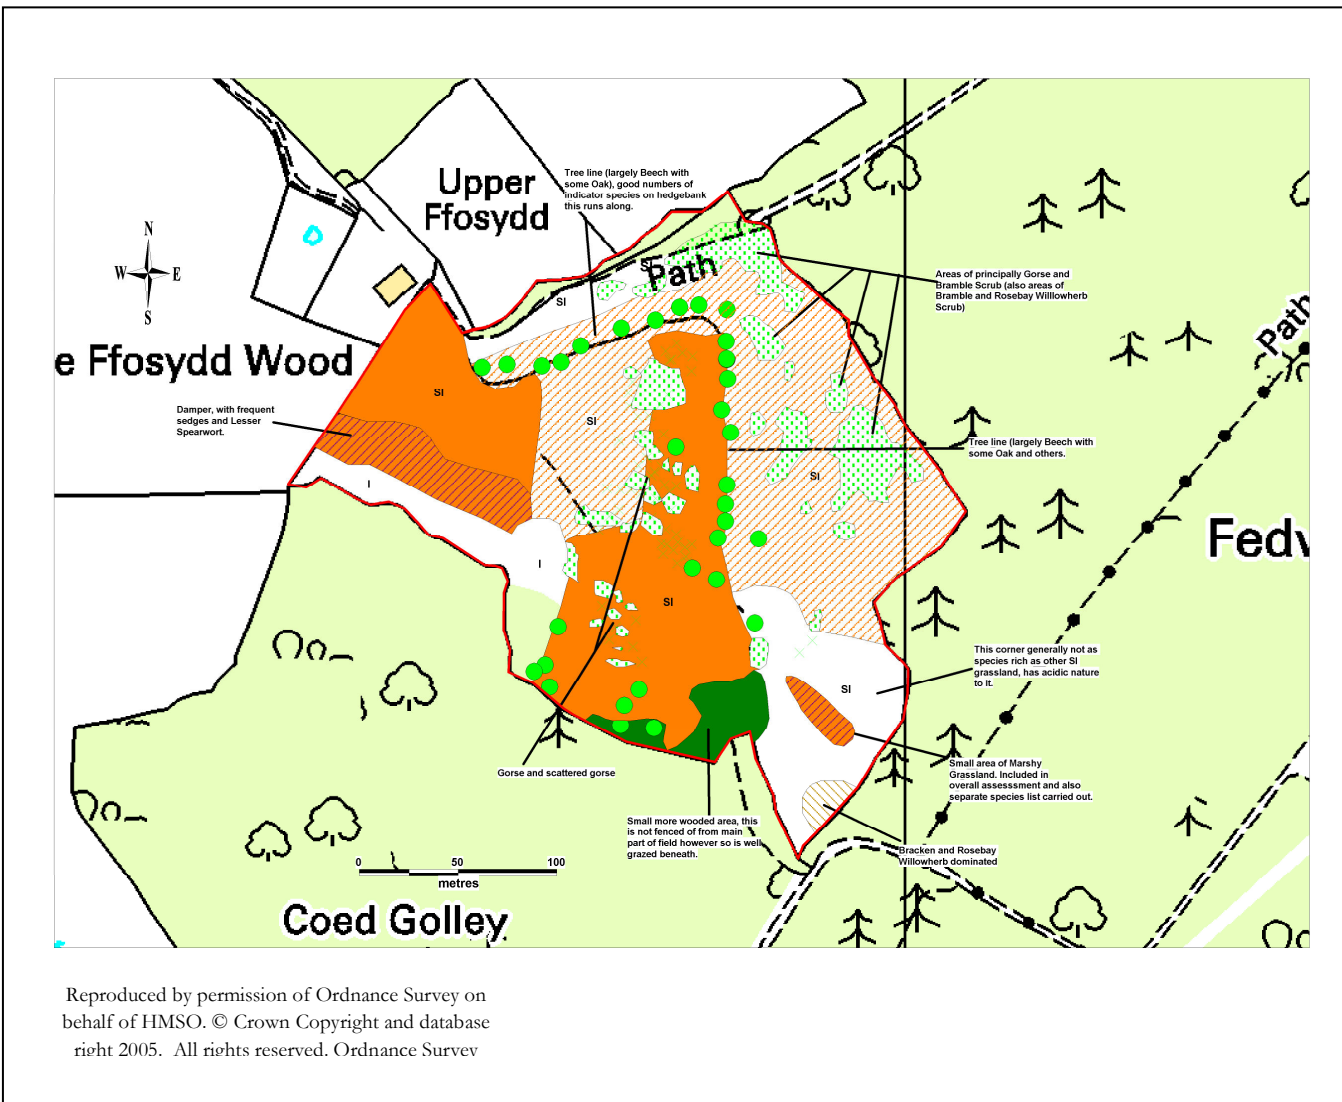 Upper
Ffosydd
Tree line (largely Beech with
some Oak), good numbers of
indicator species on hedgebank
this runs along.
N
W E
S
SI
Path
SI
Areas of principally Gorse and
Bramble Scrub (also areas of
Bramble and Rosebay Willlowherb
Scrub)
Path
e Ffosydd Wood
SI
Damper, with frequent
sedges and Lesser
Spearwort.
SI
Tree line (largely Beech with
some Oak and others.
SI
I
Fedw
I
SI
This corner generally not as
species rich as other SI
grassland, has acidic nature
to it.
SI
Gorse and scattered gorse
Small area of Marshy
Grassland. Included in
overall assesssment and also
separate species list carried out.
Small more wooded area, this
is not fenced of from main
part of field however so is well
grazed beneath.
Bracken and Rosebay
Willowherb dominated
0 50 100
metres
Coed Golley
Reproduced by permission of Ordnance Survey on
behalf of HMSO. © Crown Copyright and database
right 2005. All rights reserved. Ordnance Survey